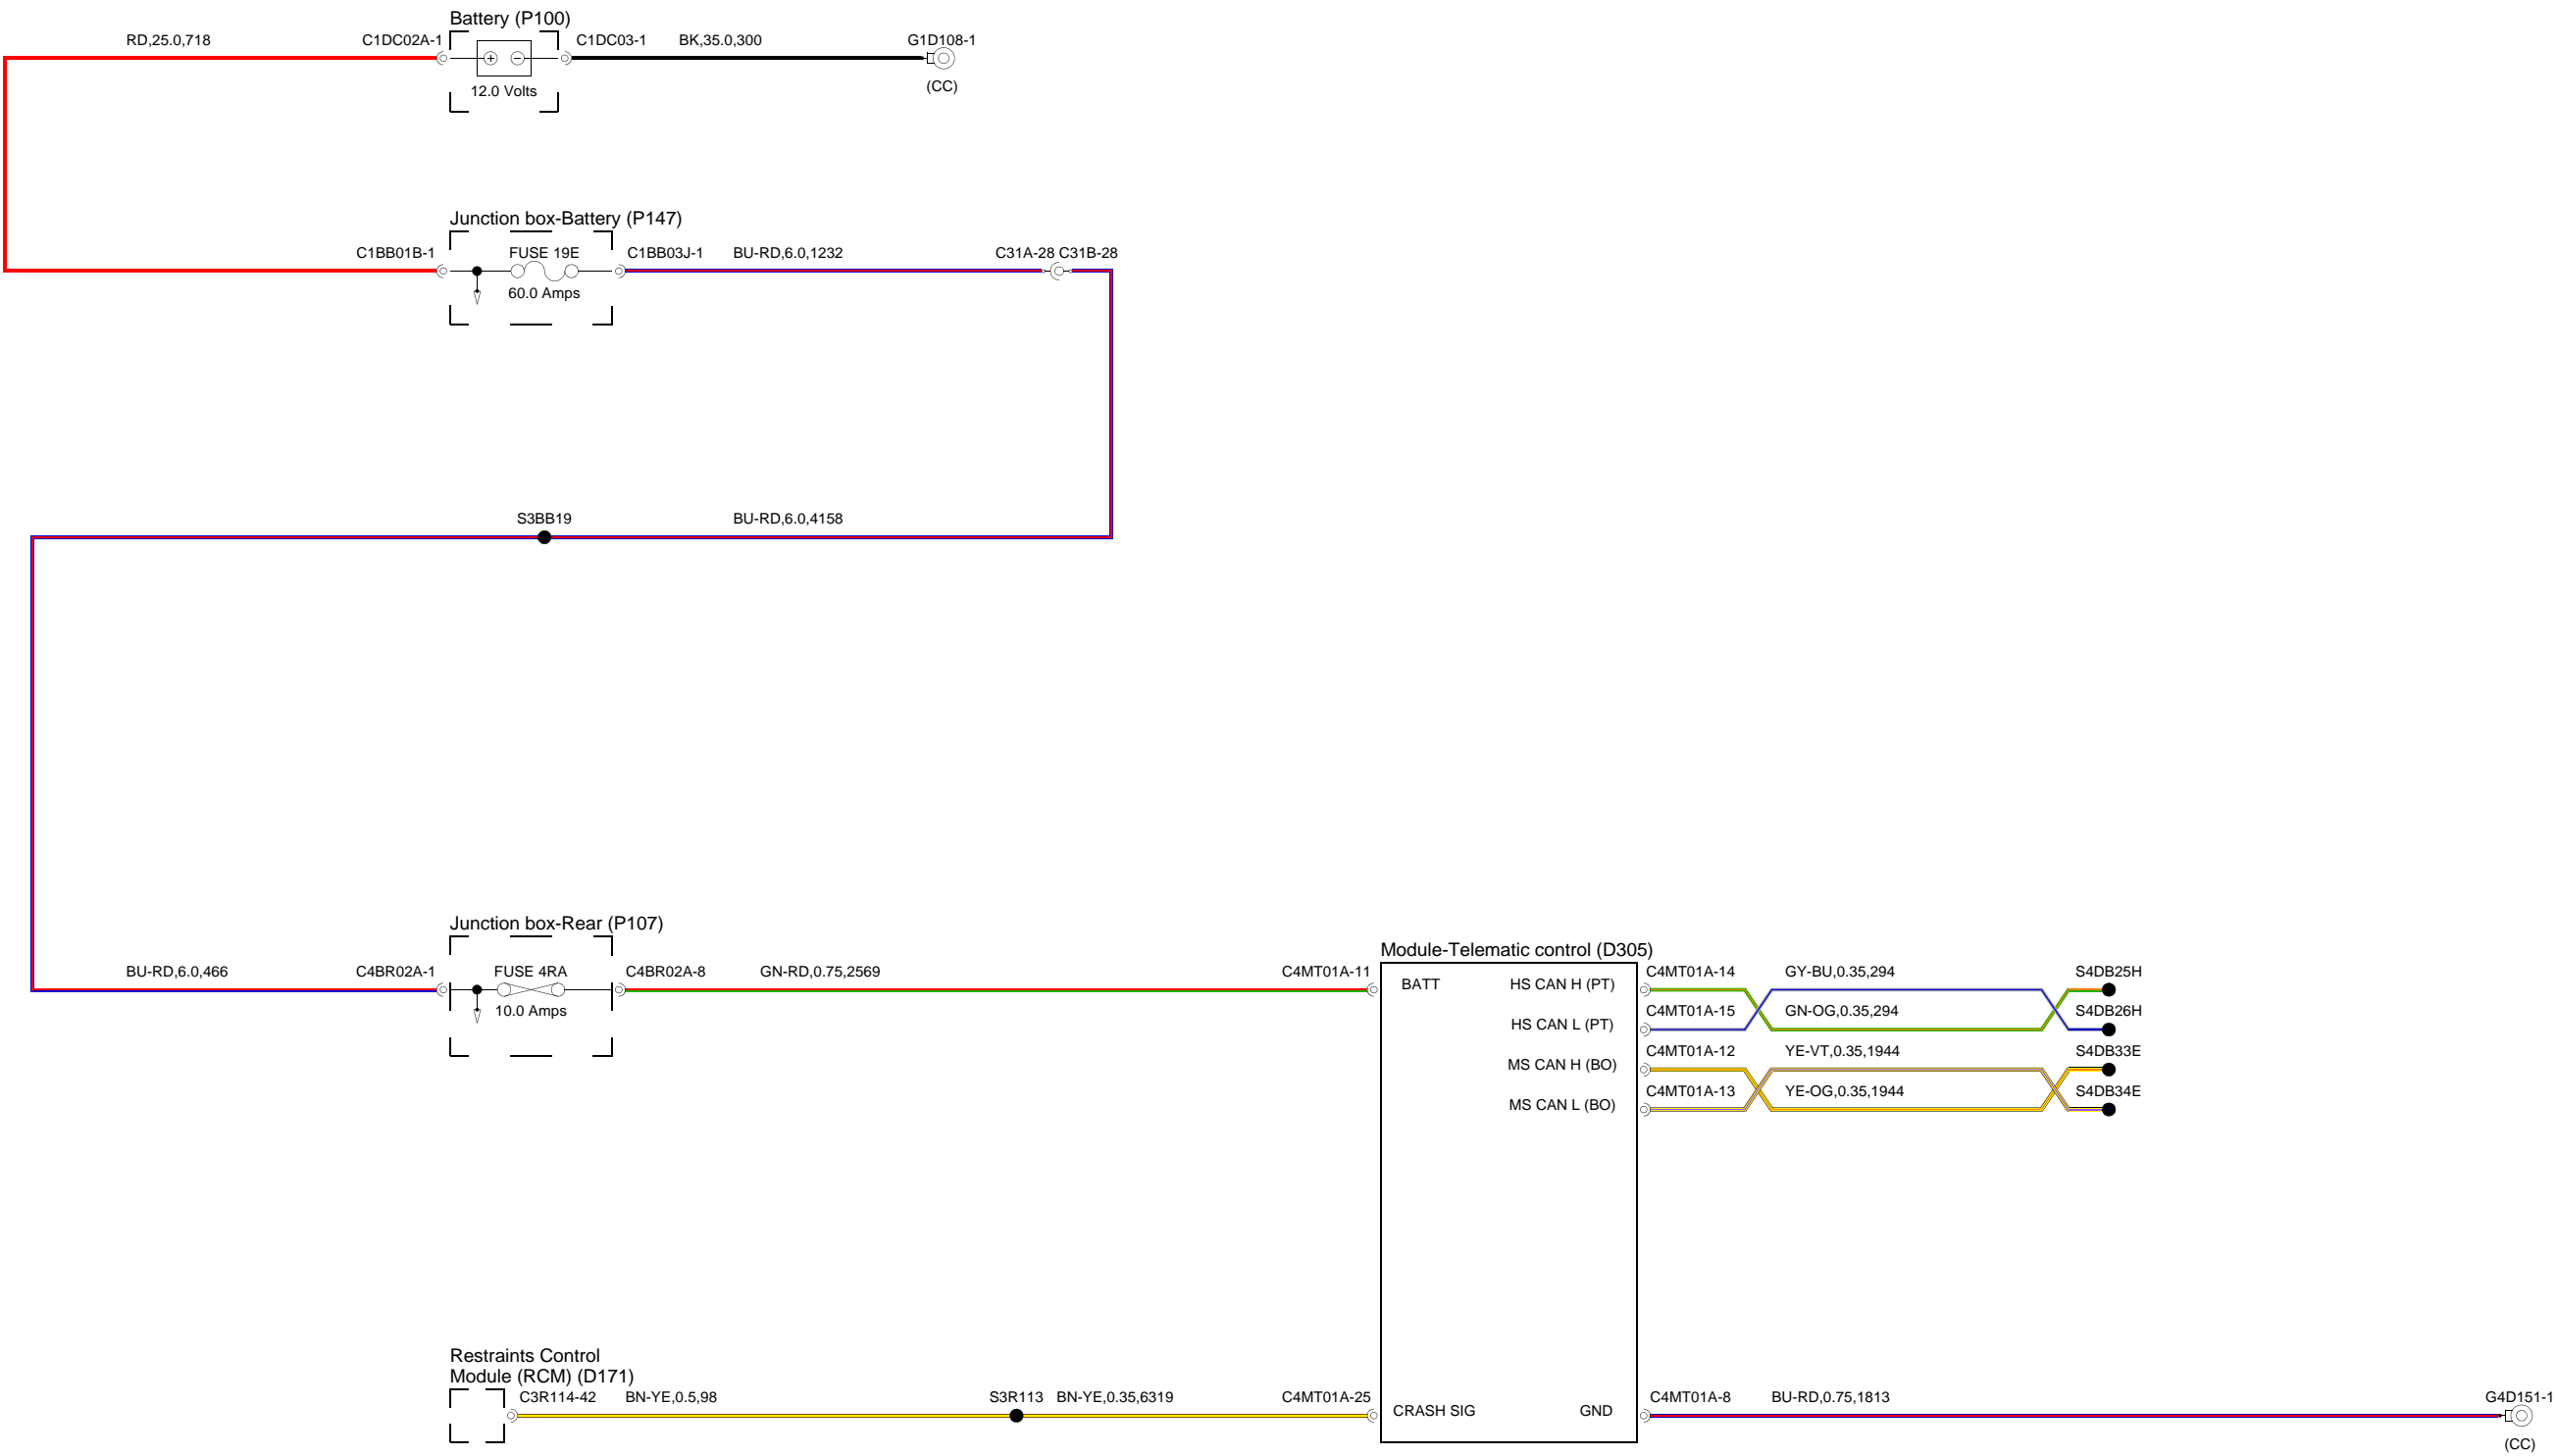 Battery (P100)
RD,25.0,718
C1DC02A-1
C1DC03-1
BK,35.0,300
G1D108-1
12.0 Volts
(CC)
Junction box-Battery (P147)
C1BB01B-1
FUSE 19E
C1BB03J-1
BU-RD,6.0,1232
C31A-28 C31B-28
60.0 Amps
S3BB19
BU-RD,6.0,4158
Junction box-Rear (P107)
BU-RD,6.0,466
C4BR02A-1
FUSE 4RA
C4BR02A-8
GN-RD,0.75,2569
C4MT01A-11
10.0 Amps
Module-Telematic control (D305)
BATT
HS CAN H (PT)
C4MT01A-14
GY-BU,0.35,294
S4DB25H
HS CAN L (PT)
C4MT01A-15
GN-OG,0.35,294
S4DB26H
MS CAN H (BO)
C4MT01A-12
YE-VT,0.35,1944
S4DB33E
MS CAN L (BO)
C4MT01A-13
YE-OG,0.35,1944
S4DB34E
Restraints Control
Module (RCM) (D171)
C3R114-42
BN-YE,0.5,98
S3R113
BN-YE,0.35,6319
C4MT01A-25
CRASH SIG
GND
C4MT01A-8
BU-RD,0.75,1813
G4D151-1
(CC)